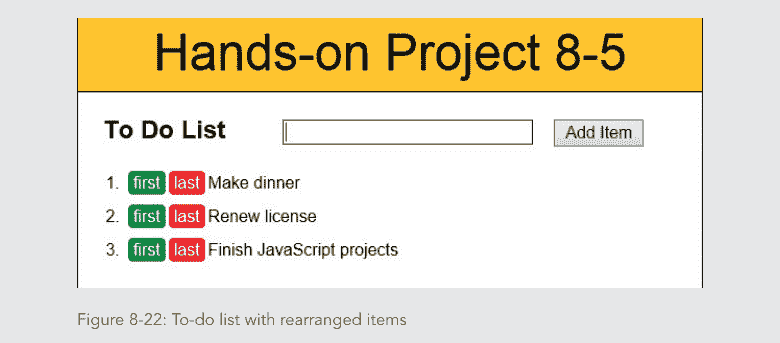 Hands-on Project 8-5
To Do List Add Item
1. first last Make dinner
2. first last Renew license
3. first last Finish JavaScript projects
Figure 8-22: To-do list with rearranged items